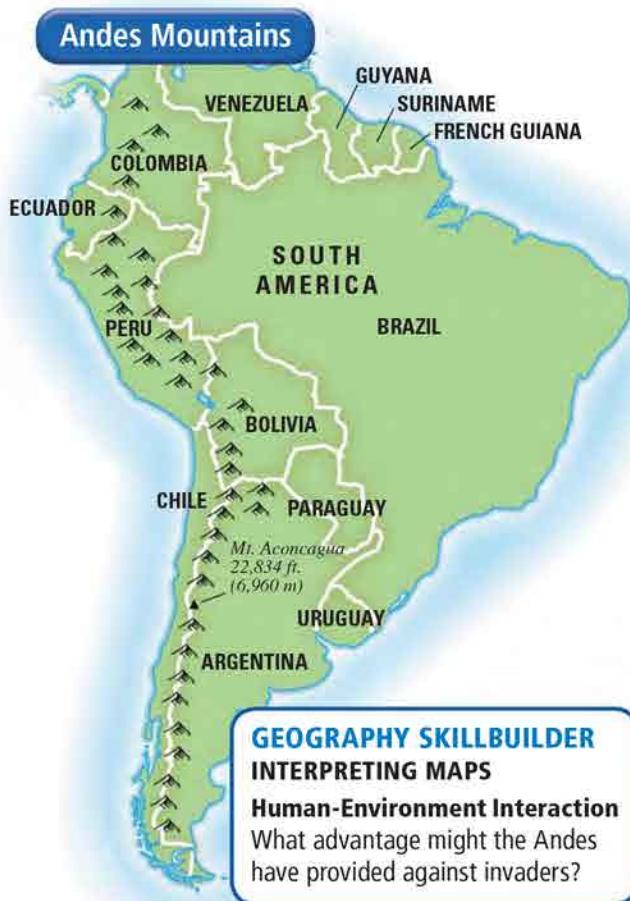 Andes Mountains
GUYANA
VENEZUELA
SURINAME
FRENCH GUIANA
COLOMBIA
ECUADOR
SOUTH
AMERICA
BRAZIL
PERU
BOLIVIA
CHILE
PARAGUAY
Mt. Aconcagua
22,834 ft.
(6,960 m)
URUGUAY
ARGENTINA
GEOGRAPHY SKILLBUILDER
INTERPRETING MAPS
Human-Environment Interaction
What advantage might the Andes
have provided against invaders?